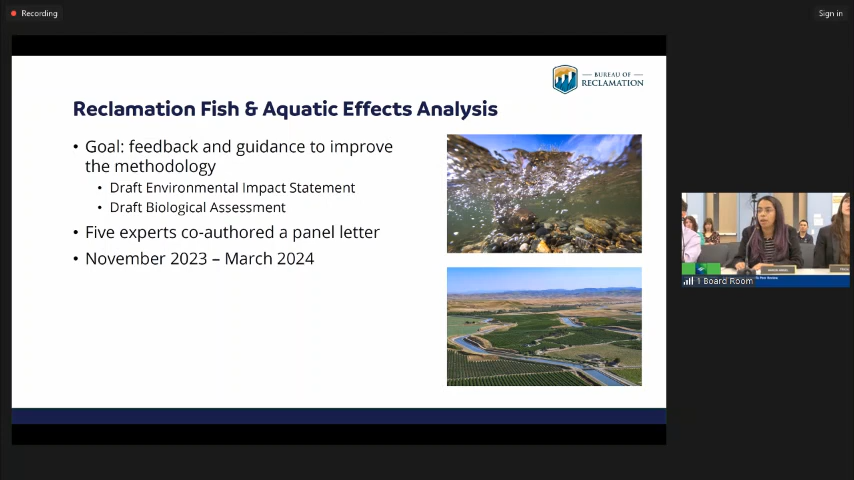 Recording
Sign in
BUREAU OF
RECLAMATION
Reclamation Fish & Aquatic Effects Analysis
• Goal: feedback and guidance to improve
the methodology
• Draft Environmental Impact Statement
• Draft Biological Assessment
• Five experts co-authored a panel letter
• November 2023 – March 2024
1 Board Room